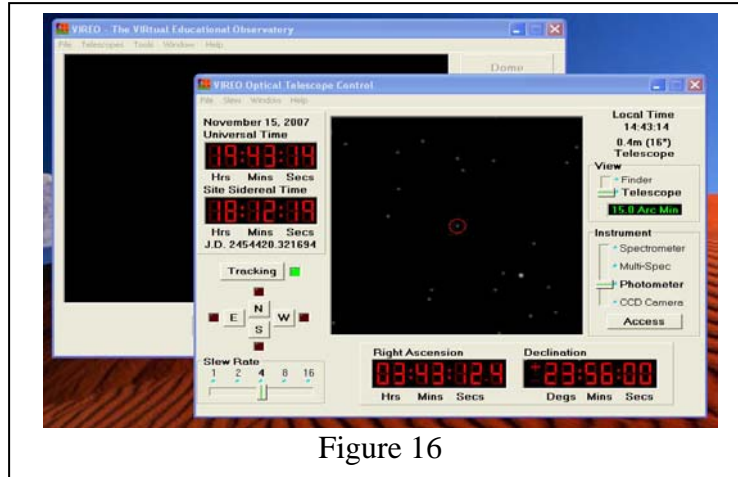 VIREO - The VIRtual Educational Observatory
File Telescopes Tools Window Help
Dome
VIREO Optical Telescope Control
File Slew Window Help
November 15, 2007
Universal Time
19:43:14
Hrs Mins Secs
Site Sidereal Time
18:12:19
Hrs Mins Secs
J.D. 2454420.321694
Tracking
N
E W
S
Slew Rate
1 2 4 8 16
Local Time
14:43:14
0.4m (16")
Telescope
View
Finder
Telescope
15.0 Arc Min
Instrument
Spectrometer
Multi-Spec
Photometer
CCD Camera
Access
Right Ascension
03:43:12.4
Hrs Mins Secs
Declination
+23:56:00
Degs Mins Secs
Figure 16